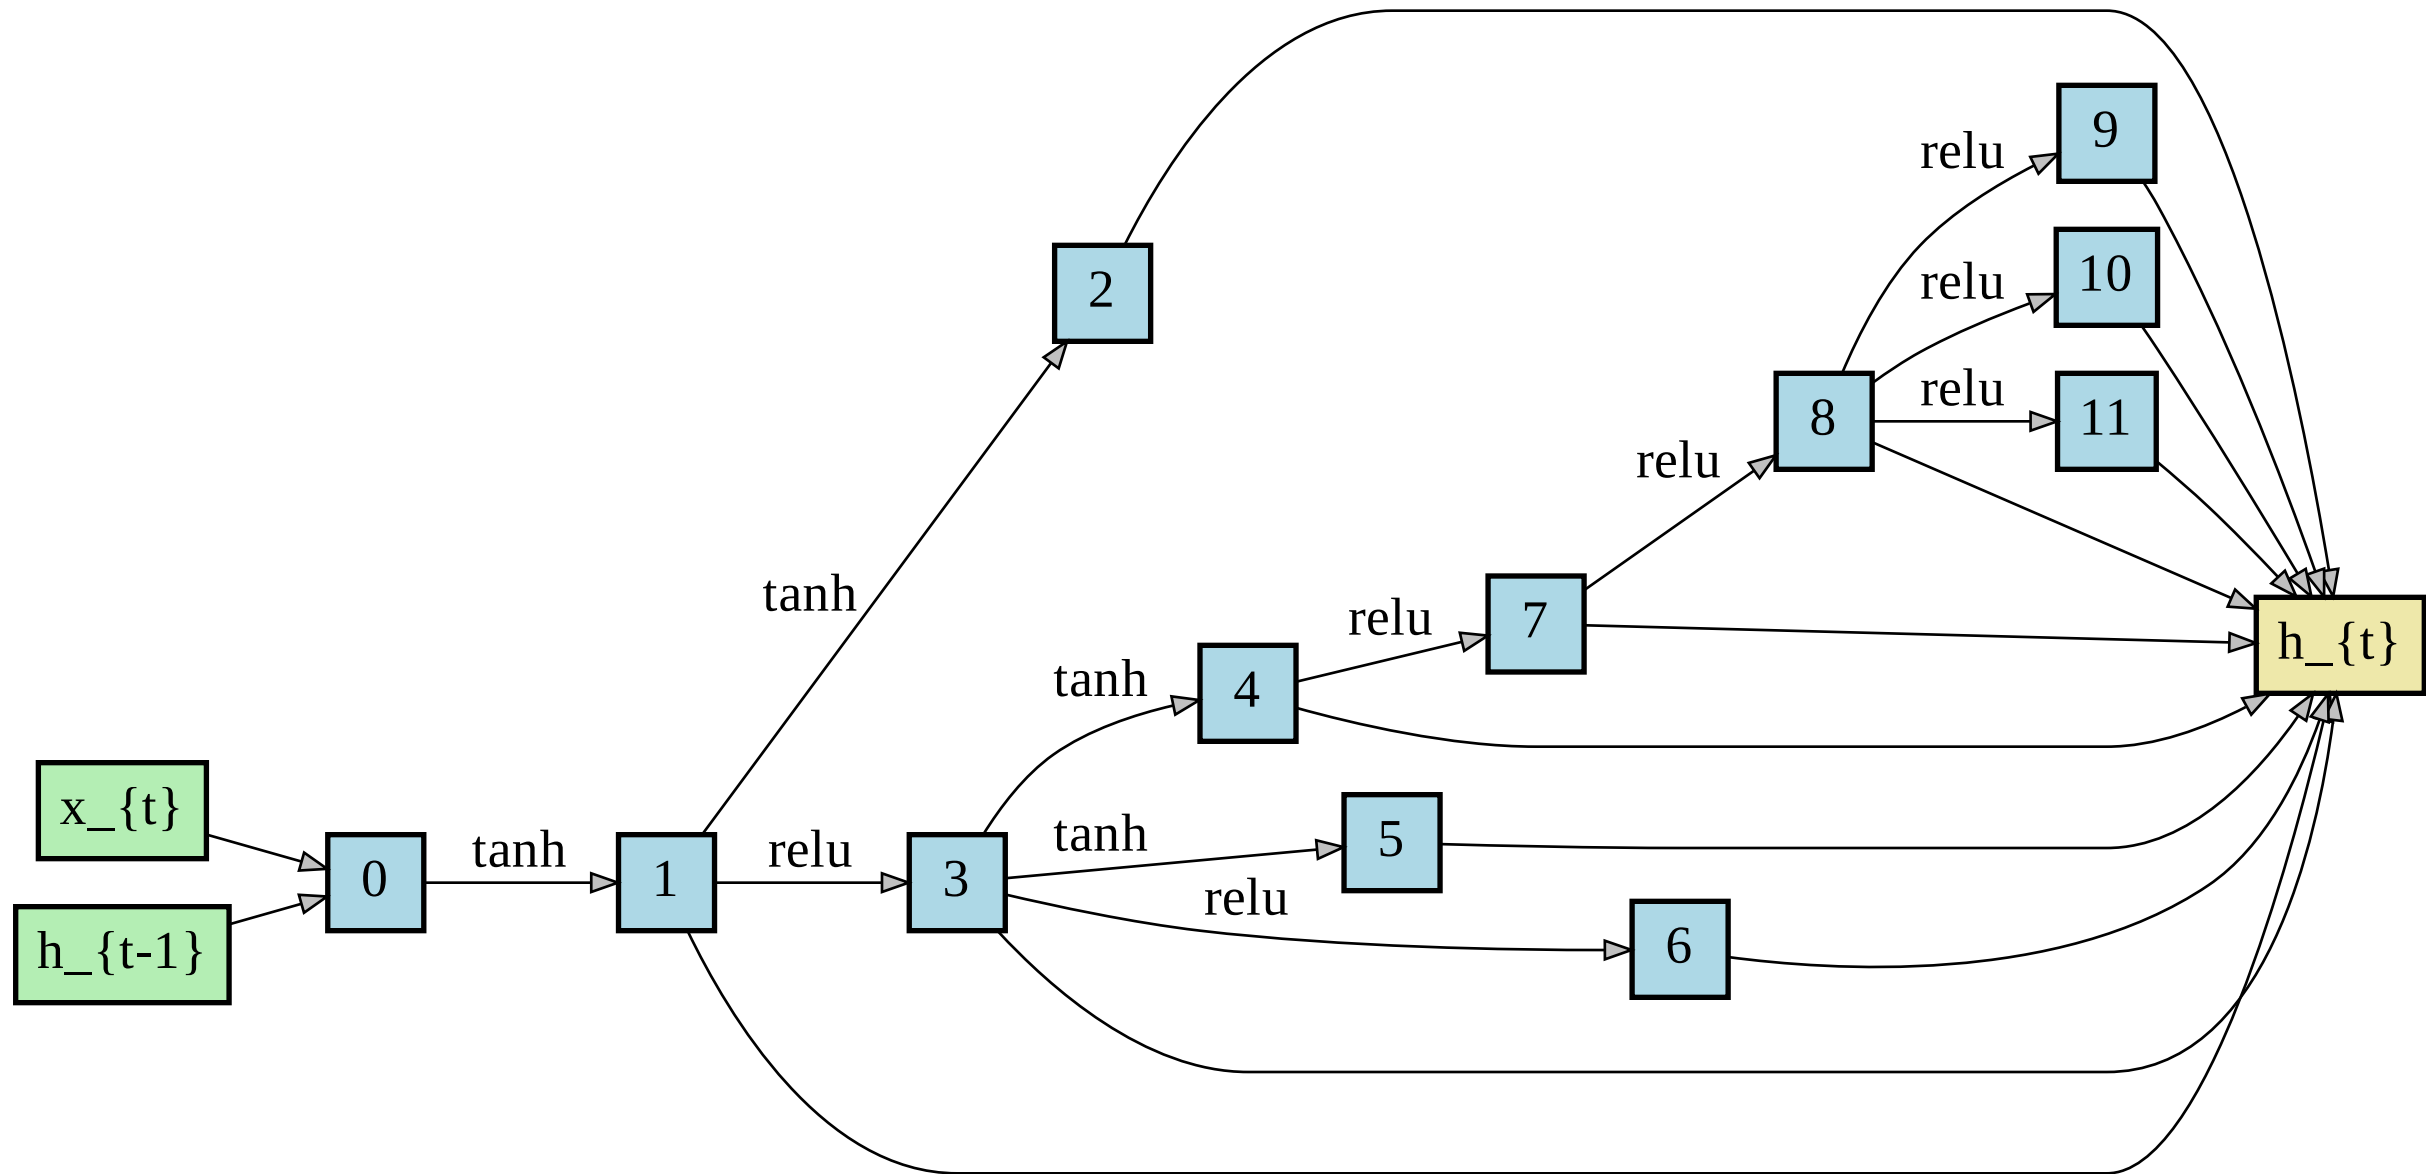 x_{t}
h_{t-1}
0
tanh
1
tanh
relu
2
3
tanh
tanh
relu
4
5
6
relu
7
relu
8
relu
relu
relu
9
10
11
h_{t}